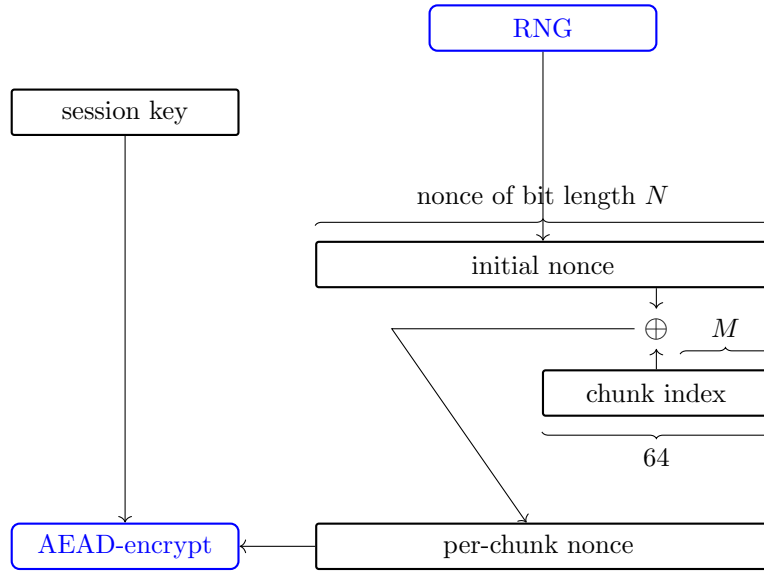 RNG
session key
nonce of bit length N
initial nonce
⊕
M
chunk index
64
AEAD-encrypt
per-chunk nonce